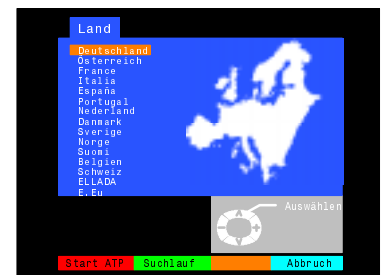 Land
Deutschland
Österreich
France
Italia
España
Portugal
Nederland
Danmark
Sverige
Norge
Suomi
Belgien
Schweiz
ELLADA
E.Eu
Auswählen
Start ATP Suchlauf Abbruch